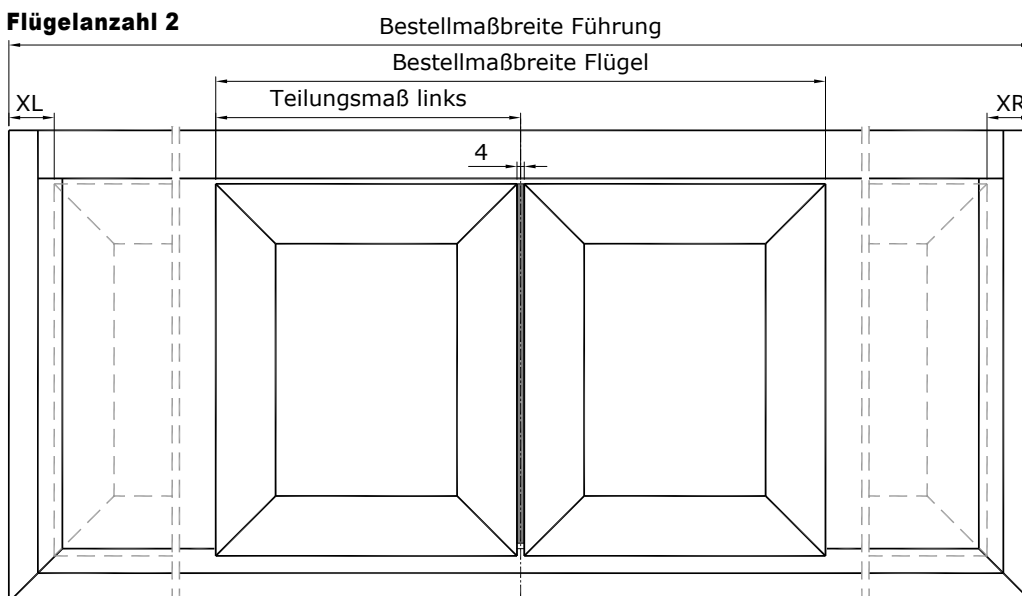 Flügelanzahl 2
Bestellmaßbreite Führung
Bestellmaßbreite Flügel
Teilungsmaß links
XL
XR
4